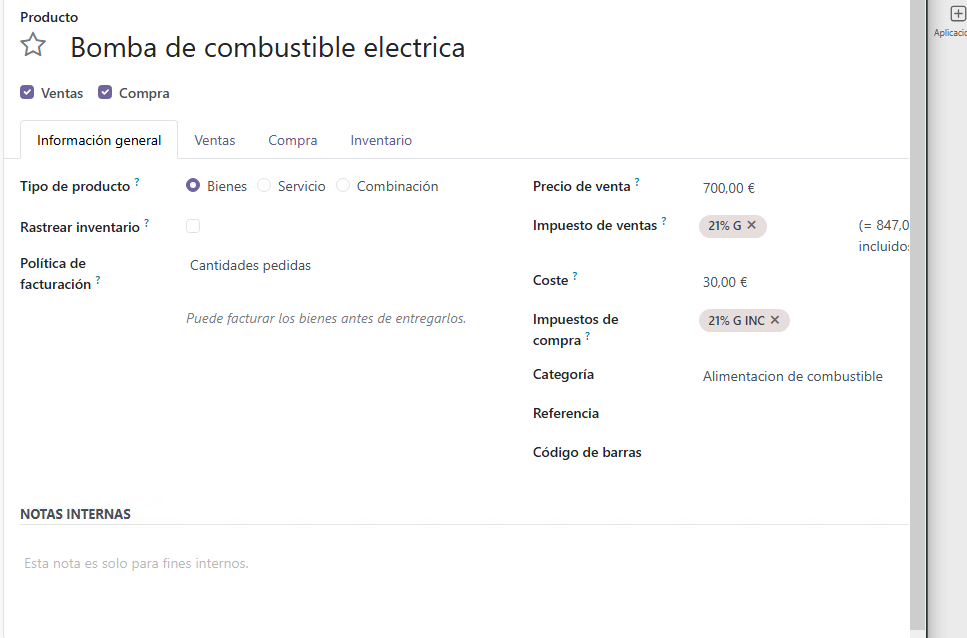 Producto
Bomba de combustible electrica
Ventas Compra
Información general Ventas Compra Inventario
Tipo de producto ? Bienes Servicio Combinación
Rastrear inventario ?
Política de facturación ? Cantidades pedidas
Puede facturar los bienes antes de entregarlos.
Precio de venta ? 700,00 €
Impuesto de ventas ? 21% G ✕ (= 847,0
incluido
Coste ? 30,00 €
Impuestos de compra ? 21% G INC ✕
Categoría Alimentacion de combustible
Referencia
Código de barras
NOTAS INTERNAS
Esta nota es solo para fines internos.
Aplicacio